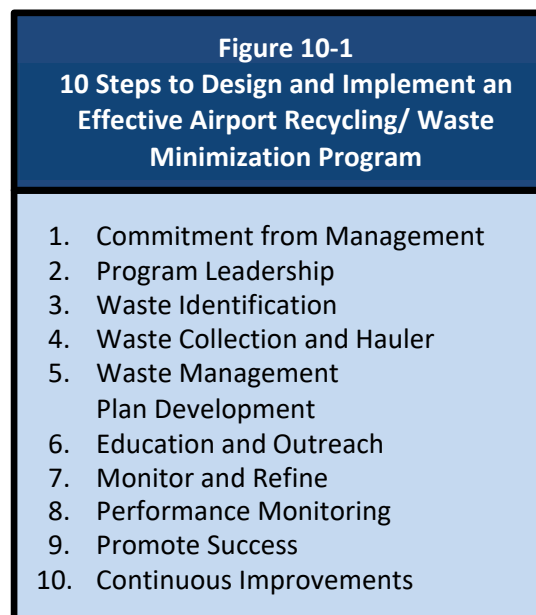 Figure 10-1
10 Steps to Design and Implement an
Effective Airport Recycling/ Waste
Minimization Program
1. Commitment from Management
2. Program Leadership
3. Waste Identification
4. Waste Collection and Hauler
5. Waste Management
Plan Development
6. Education and Outreach
7. Monitor and Refine
8. Performance Monitoring
9. Promote Success
10. Continuous Improvements